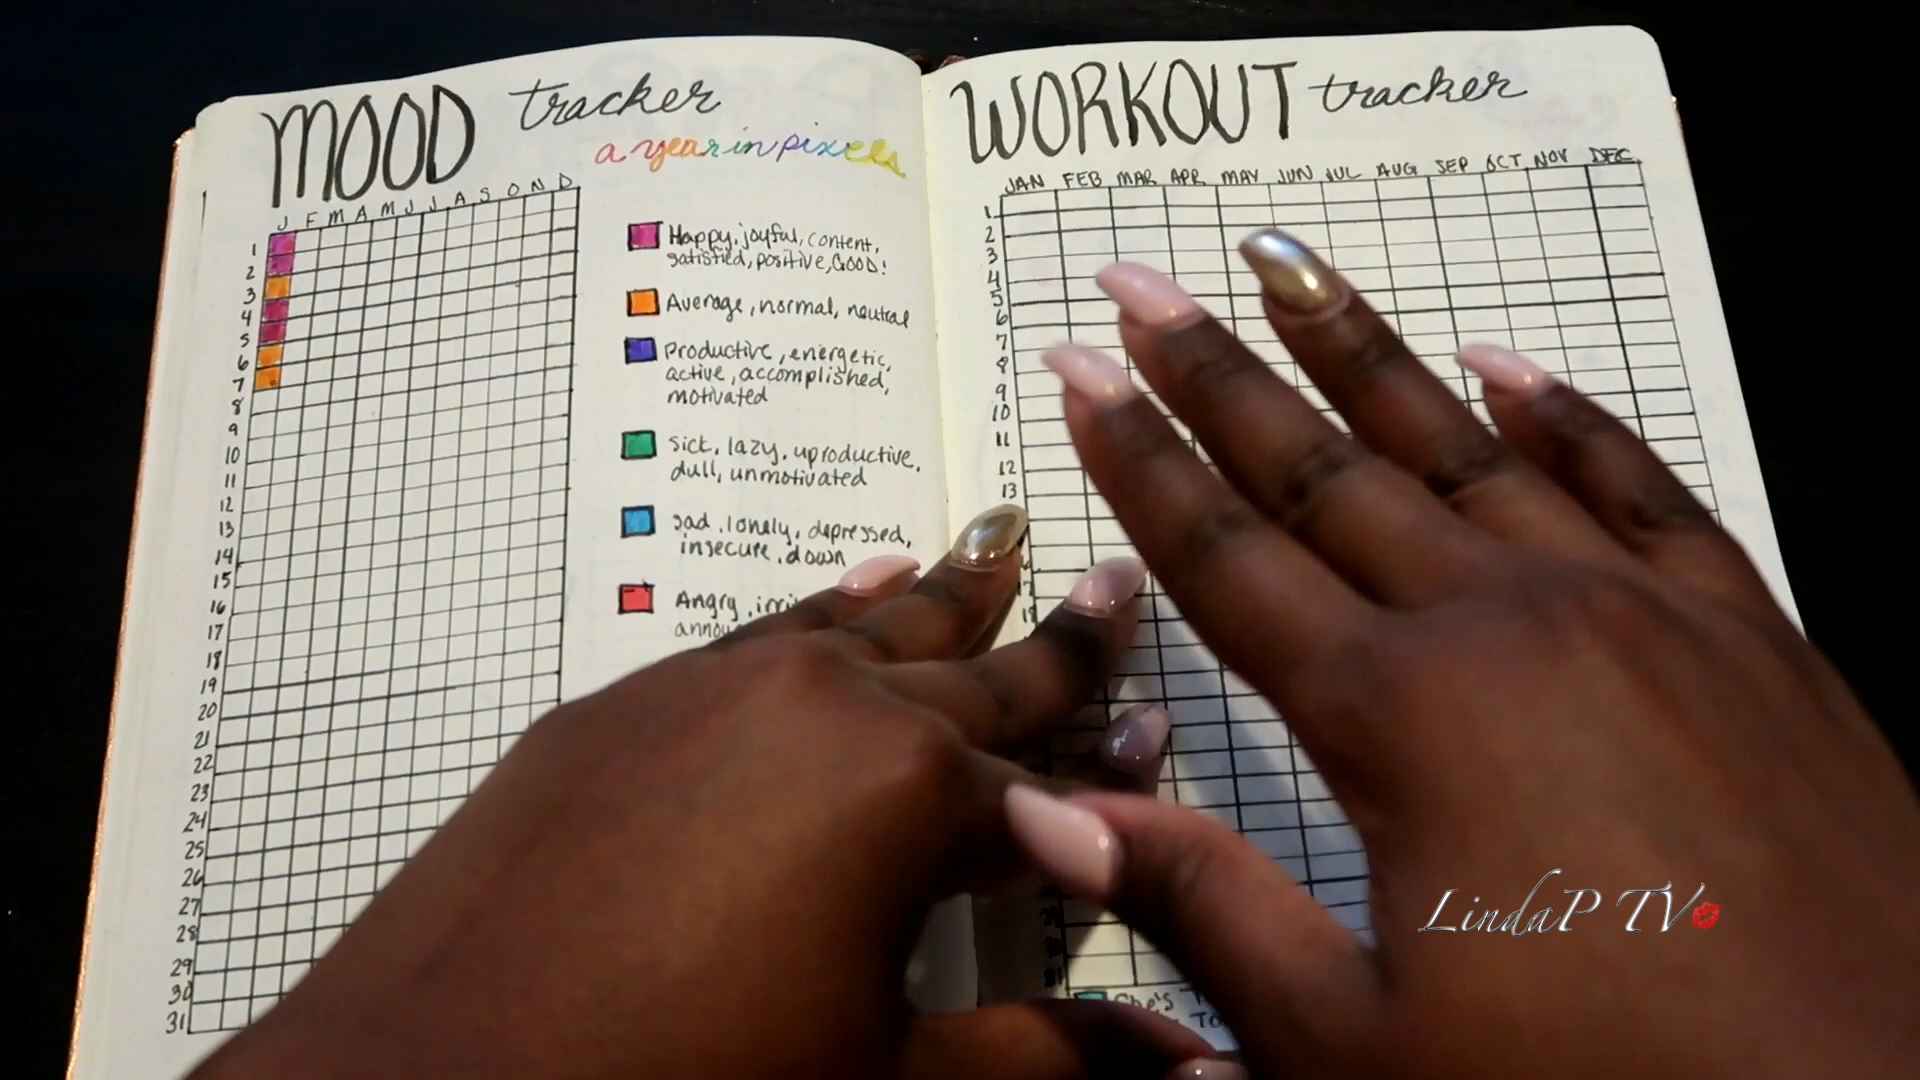 MOOD tracker
a year in pixels
J F M A M J J A S O N D
1
2
3
4
5
6
7
8
9
10
11
12
13
14
15
16
17
18
19
20
21
22
23
24
25
26
27
28
29
30
31
Happy, joyful, content,
satisfied, positive, GOOD!
Average, normal, neutral
Productive, energetic,
active, accomplished,
motivated
Sick, lazy, uproductive,
dull, unmotivated
sad, lonely, depressed,
insecure, down
Angry,
WORKOUT tracker
JAN FEB MAR APR MAY JUN JUL AUG SEP OCT NOV DEC
1
2
3
4
5
6
7
8
9
10
11
12
13
17
18
She's
LindaP TV